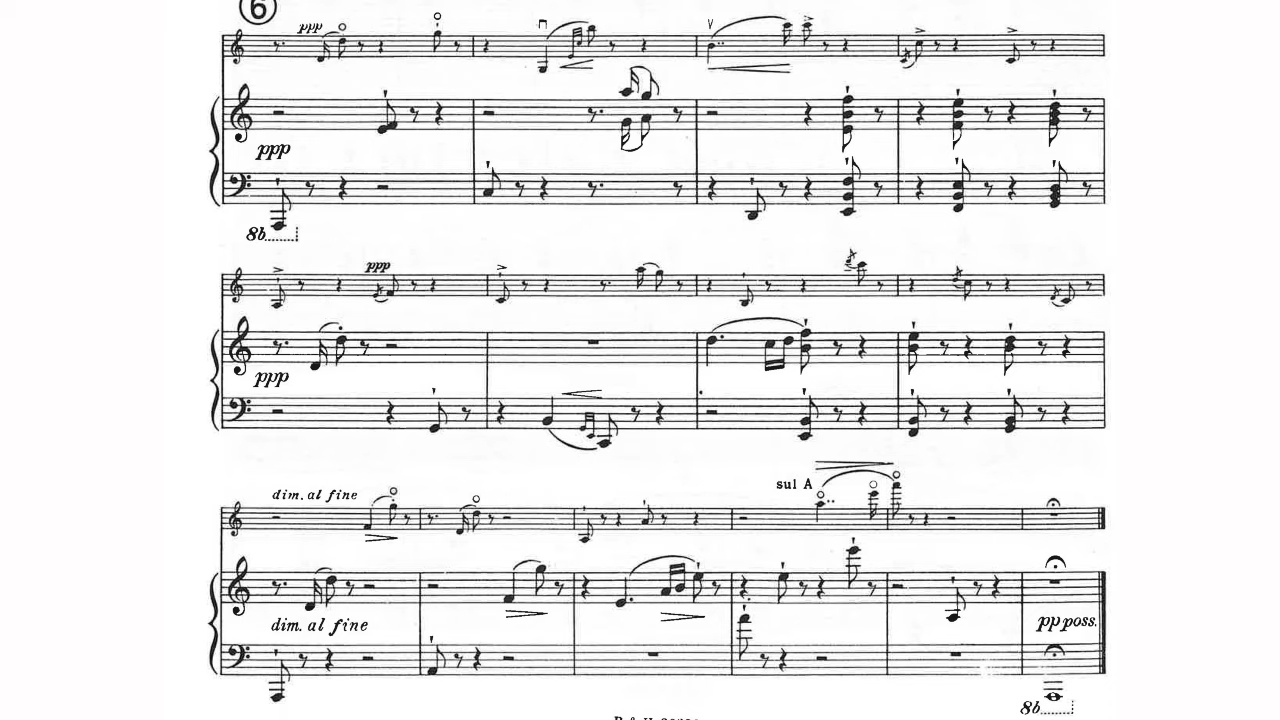 6
ppp
ppp
8b
ppp
ppp
dim. al fine
sul A
dim. al fine
pp poss.
8b